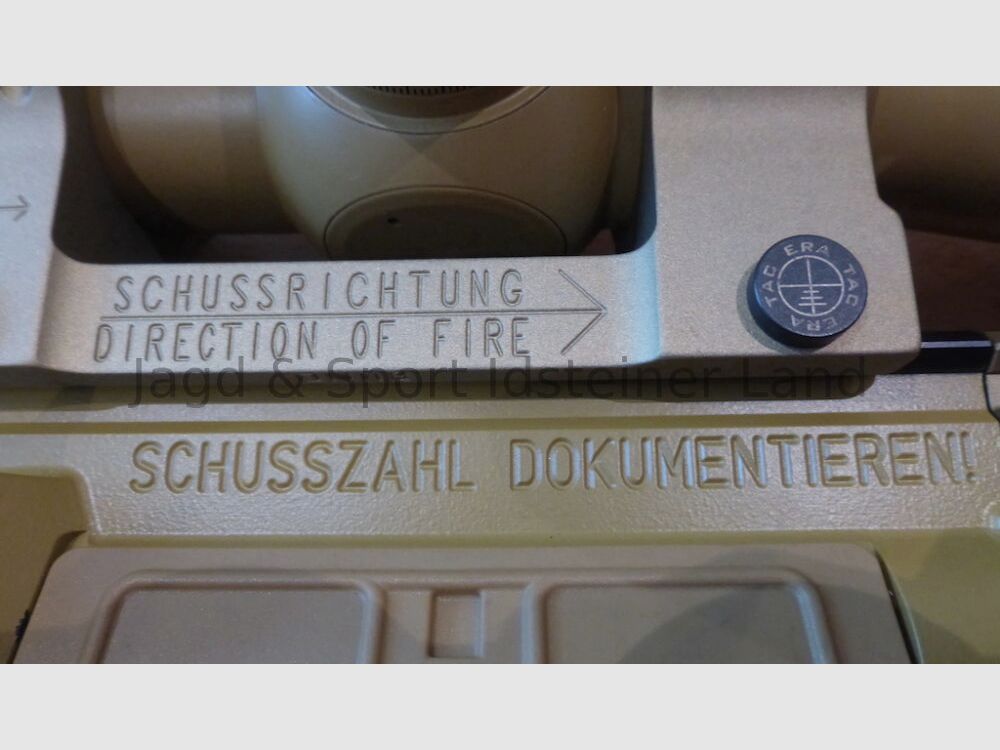 ERA TAC ERA TAC
SCHUSSRICHTUNG
DIRECTION OF FIRE
Jagd & Sport Idsteiner Land
SCHUSSZAHL DOKUMENTIEREN!